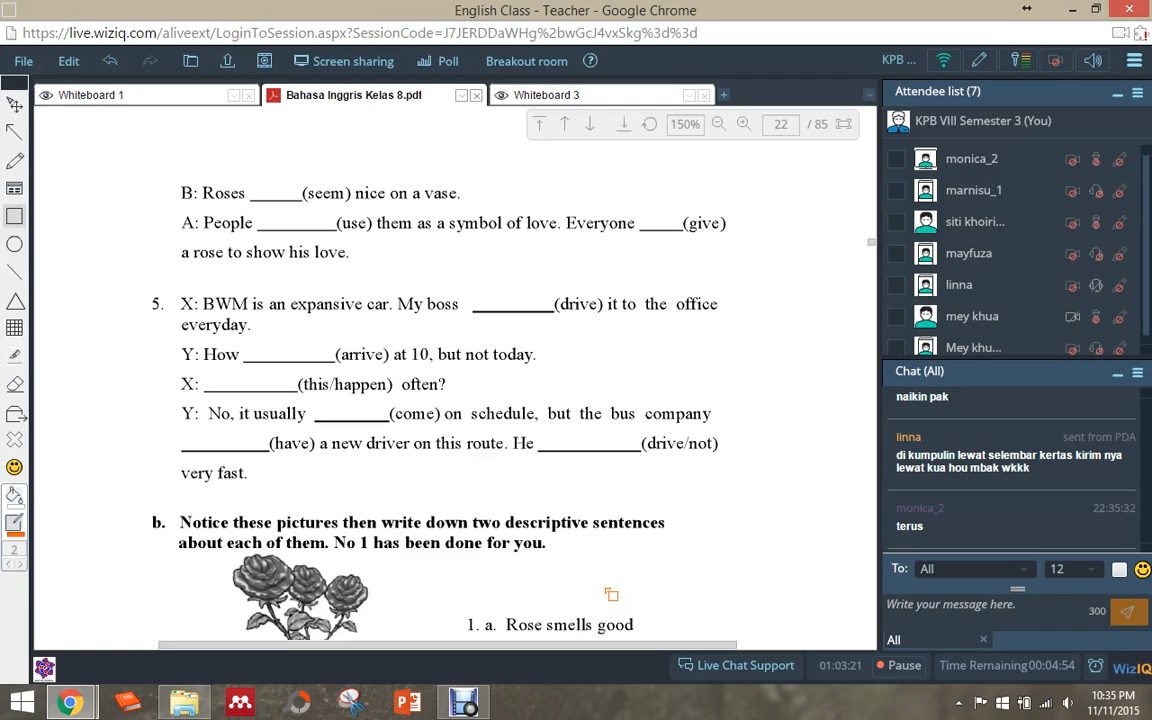 English Class - Teacher - Google Chrome
https://live.wiziq.com/aliveext/LoginToSession.aspx?SessionCode=J7JERDDaWHg%2bwGcJ4vxSkg%3d%3d
File Edit Screen sharing Poll Breakout room ? KPB ...
Whiteboard 1 Bahasa Inggris Kelas 8.pdf Whiteboard 3
150% 22 / 85
B: Roses ______(seem) nice on a vase.
A: People _________(use) them as a symbol of love. Everyone _____(give)
a rose to show his love.
5. X: BWM is an expansive car. My boss _________(drive) it to the office
everyday.
Y: How __________(arrive) at 10, but not today.
X: __________(this/happen) often?
Y: No, it usually ________(come) on schedule, but the bus company
_________(have) a new driver on this route. He ___________(drive/not)
very fast.
b. Notice these pictures then write down two descriptive sentences
about each of them. No 1 has been done for you.
1. a. Rose smells good
2
Attendee list (7)
KPB VIII Semester 3 (You)
monica_2
marnisu_1
siti khoiri...
mayfuza
linna
mey khua
Mey khu...
Chat (All)
naikin pak
linna sent from PDA
di kumpulin lewat selembar kertas kirim nya
lewat kua hou mbak wkkk
monica_2 22:35:32
terus
To: All 12
Write your message here. 300
All
Live Chat Support 01:03:21 Pause Time Remaining 00:04:54 WizIQ
10:35 PM
11/11/2015